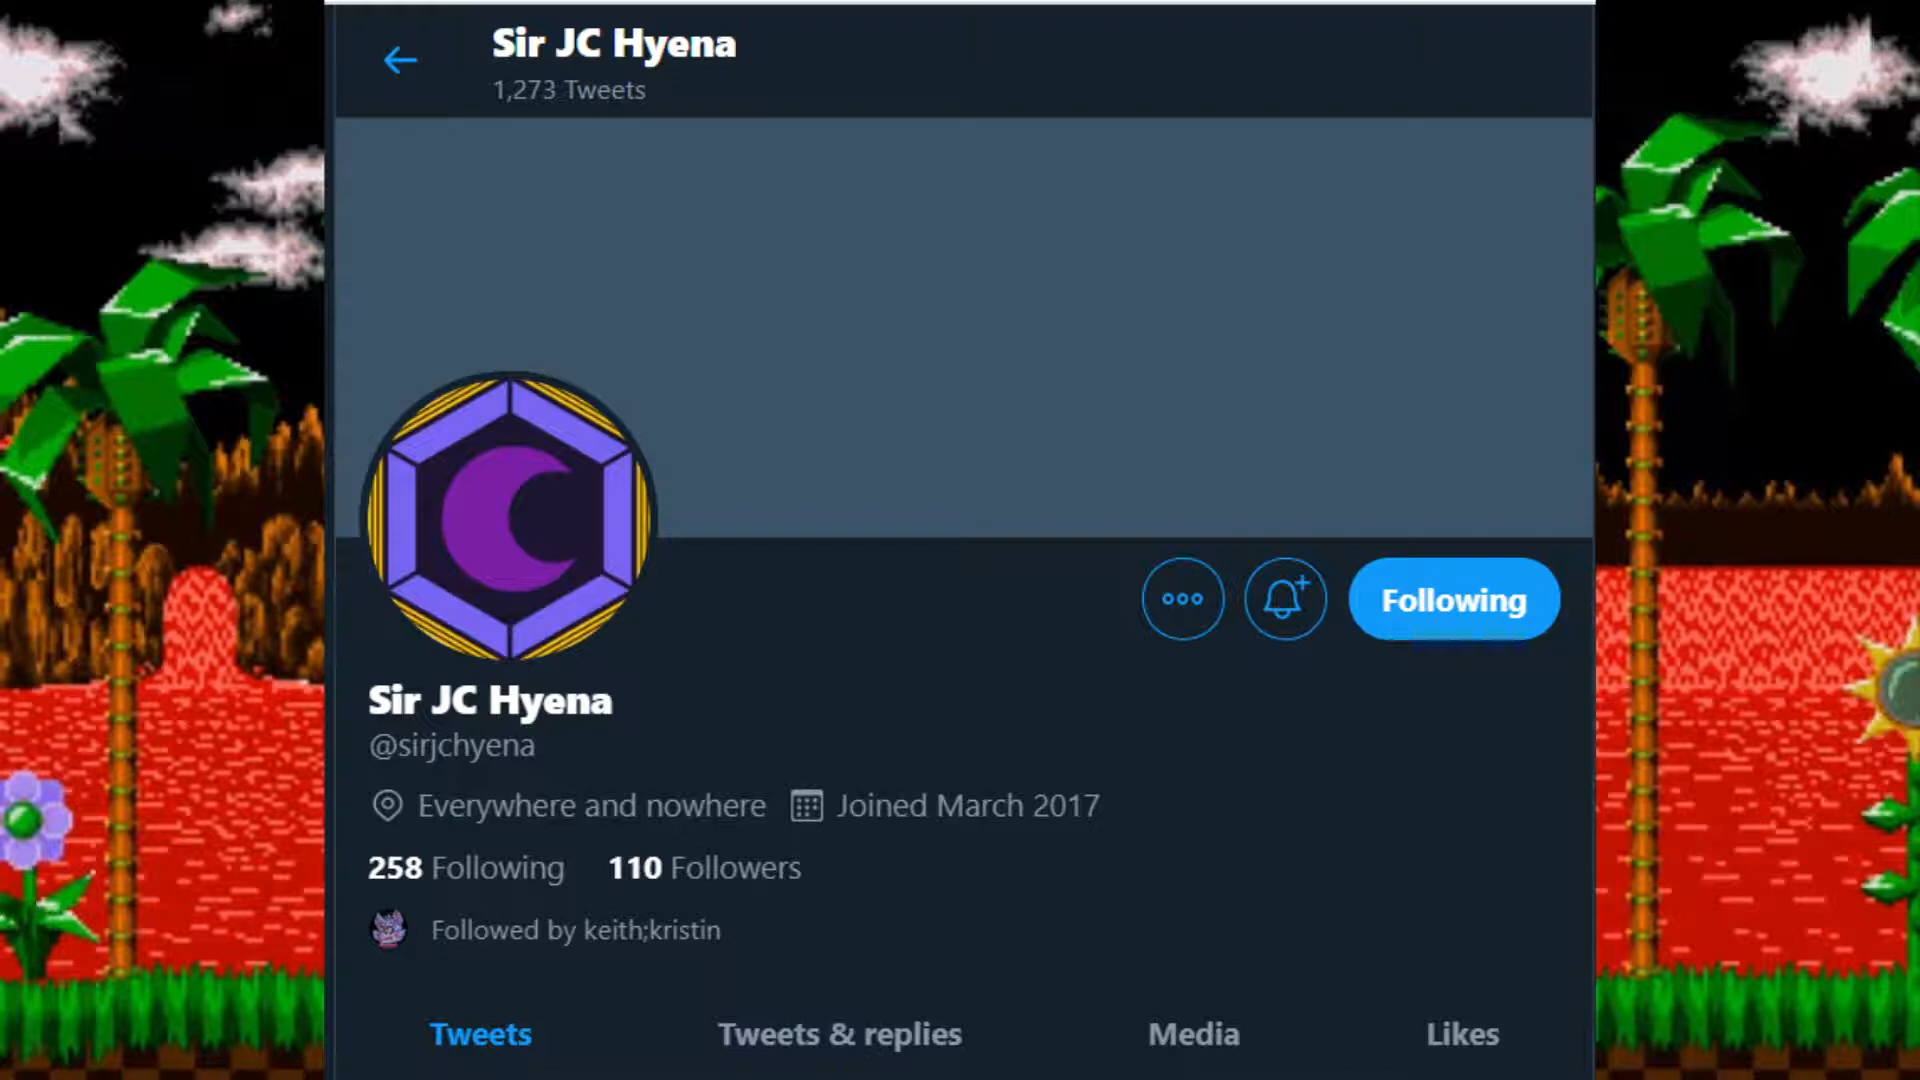 Sir JC Hyena
1,273 Tweets
Following
Sir JC Hyena
@sirjchyena
Everywhere and nowhere Joined March 2017
258 Following 110 Followers
Followed by keith;kristin
Tweets Tweets & replies Media Likes